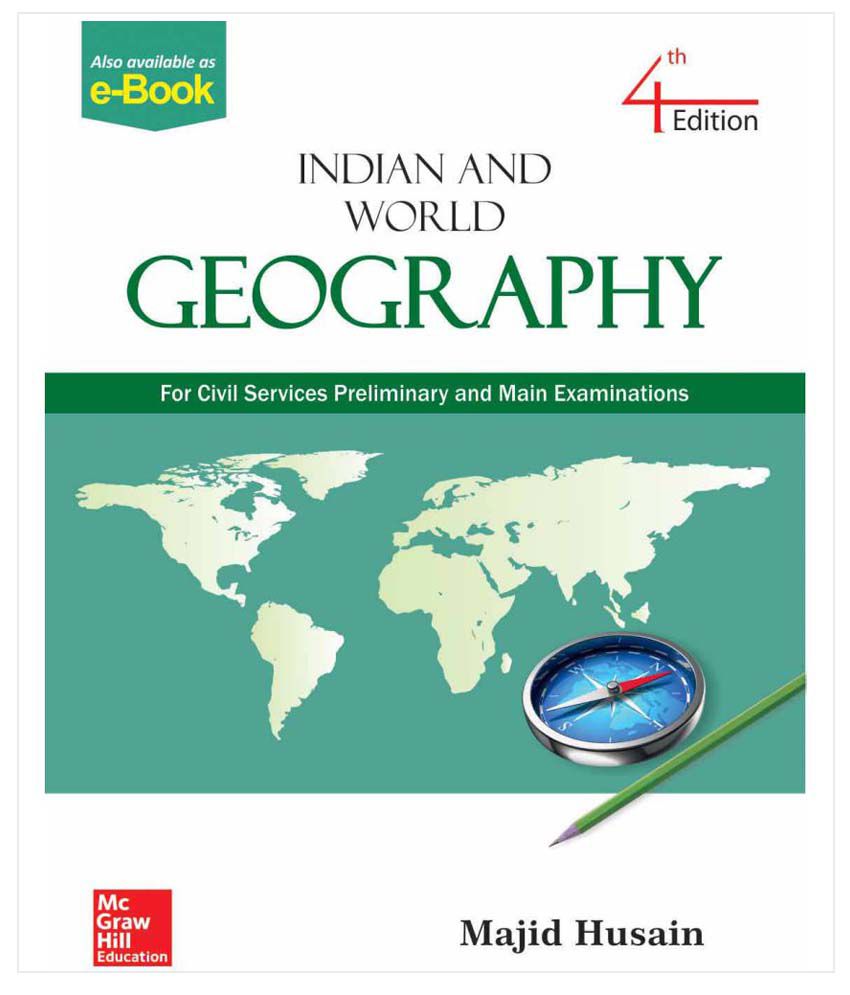 Also available as
e-Book
4th
Edition
INDIAN AND
WORLD
GEOGRAPHY
For Civil Services Preliminary and Main Examinations
N
W
S
Mc
Graw
Hill
Education
Majid Husain